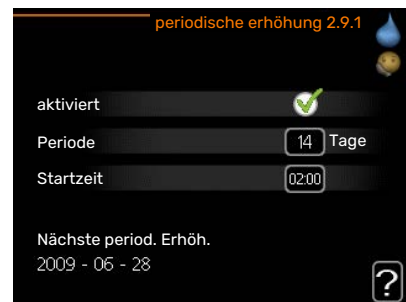 periodische erhöhung 2.9.1
aktiviert
Periode 14 Tage
Startzeit 02:00
Nächste period. Erhöh.
2009 - 06 - 28
?